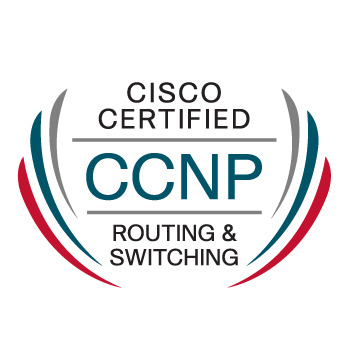 CISCO
CERTIFIED
CCNP
ROUTING &
SWITCHING